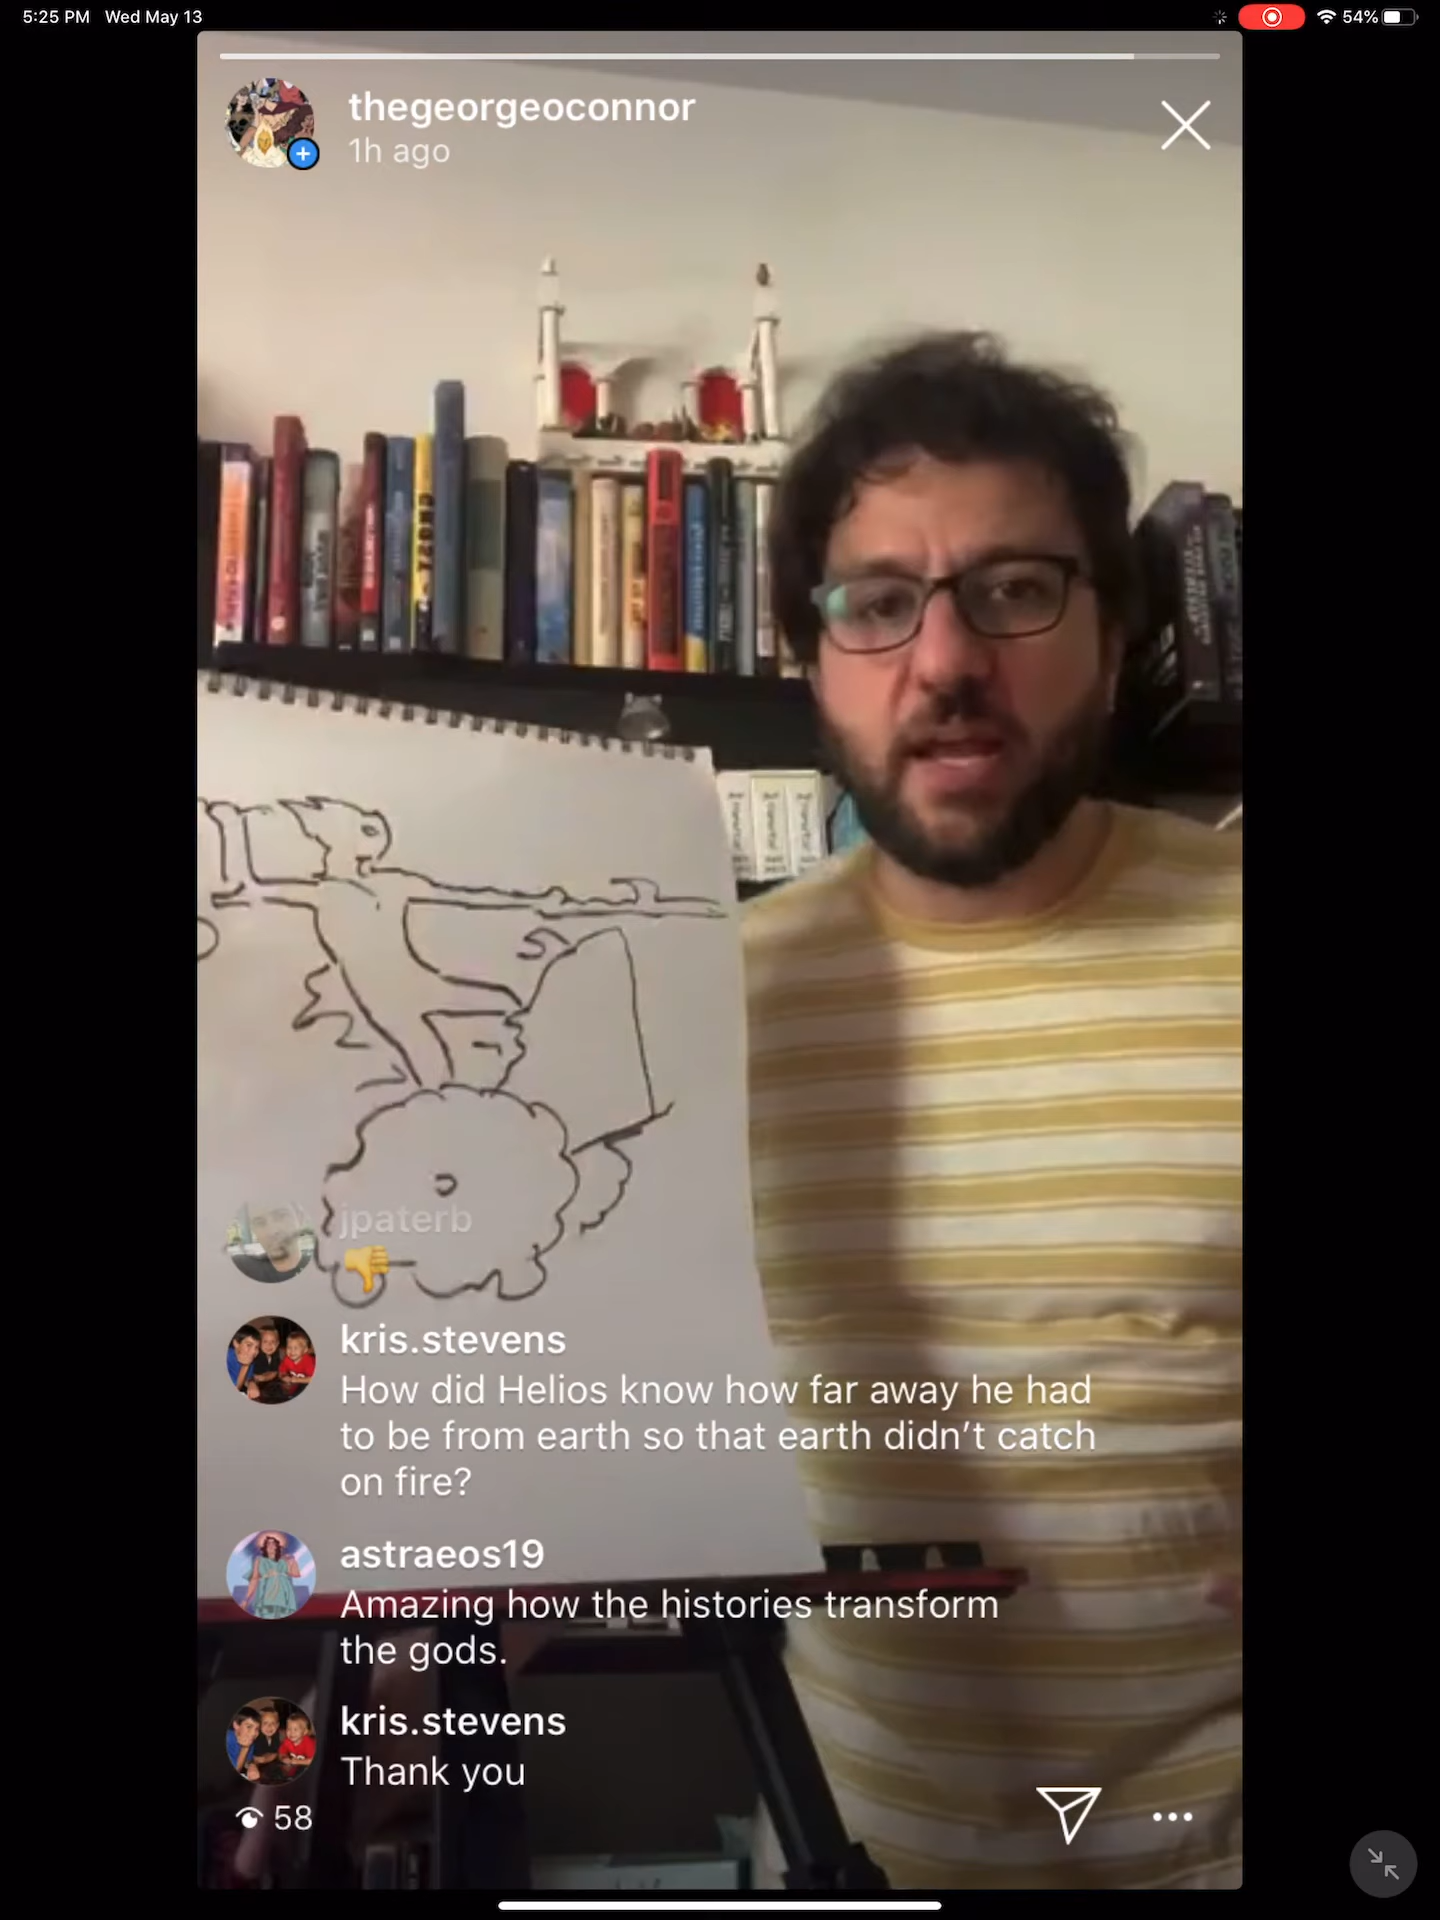 5:25 PM Wed May 13
54%
thegeorgeoconnor
1h ago
jpaterb
kris.stevens
How did Helios know how far away he had
to be from earth so that earth didn’t catch
on fire?
astraeos19
Amazing how the histories transform
the gods.
kris.stevens
Thank you
58